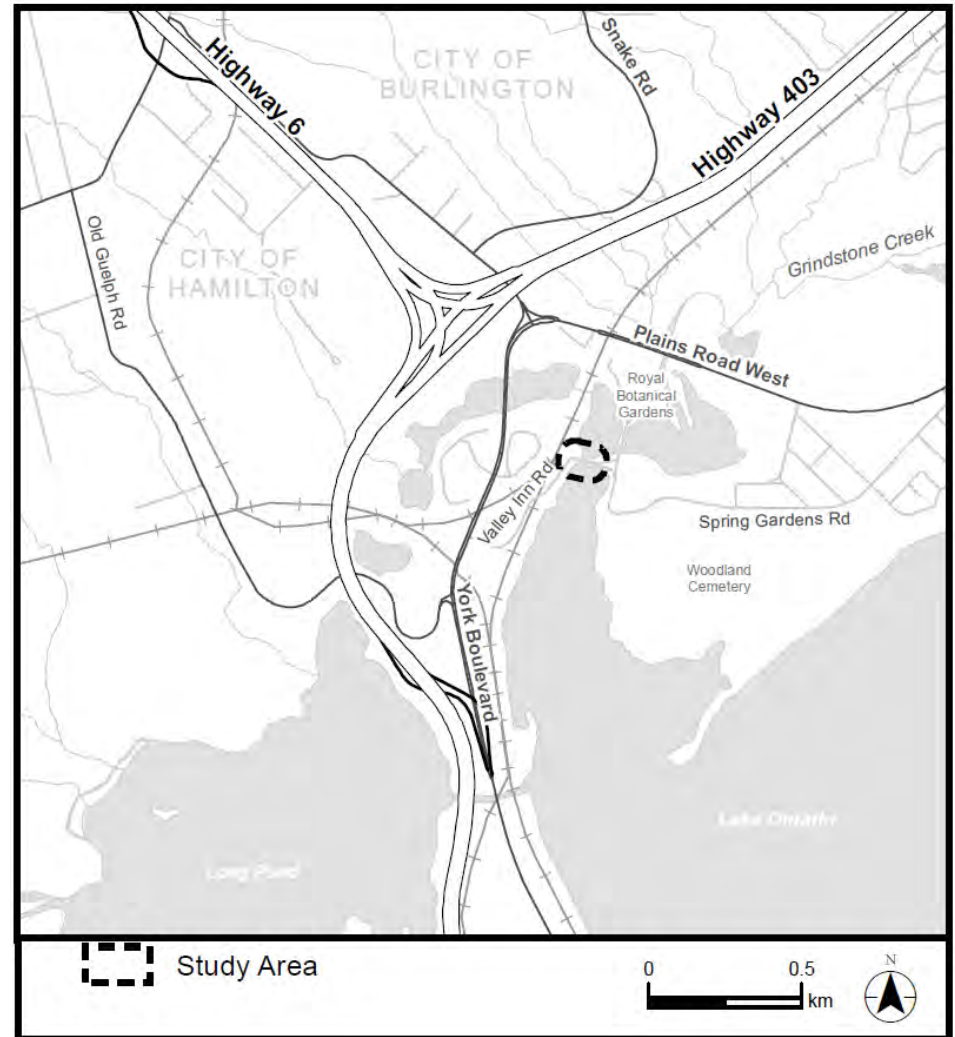 CITY OF
BURLINGTON
Snake Rd
Highway 6
Highway 403
Old Guelph Rd
CITY OF
HAMILTON
Grindstone Creek
Plains Road West
Royal
Botanical
Gardens
Valley Inn Rd
Spring Gardens Rd
Woodland
Cemetery
York Boulevard
Lake Ontario
Long Pond
Study Area
0
0.5
km
N